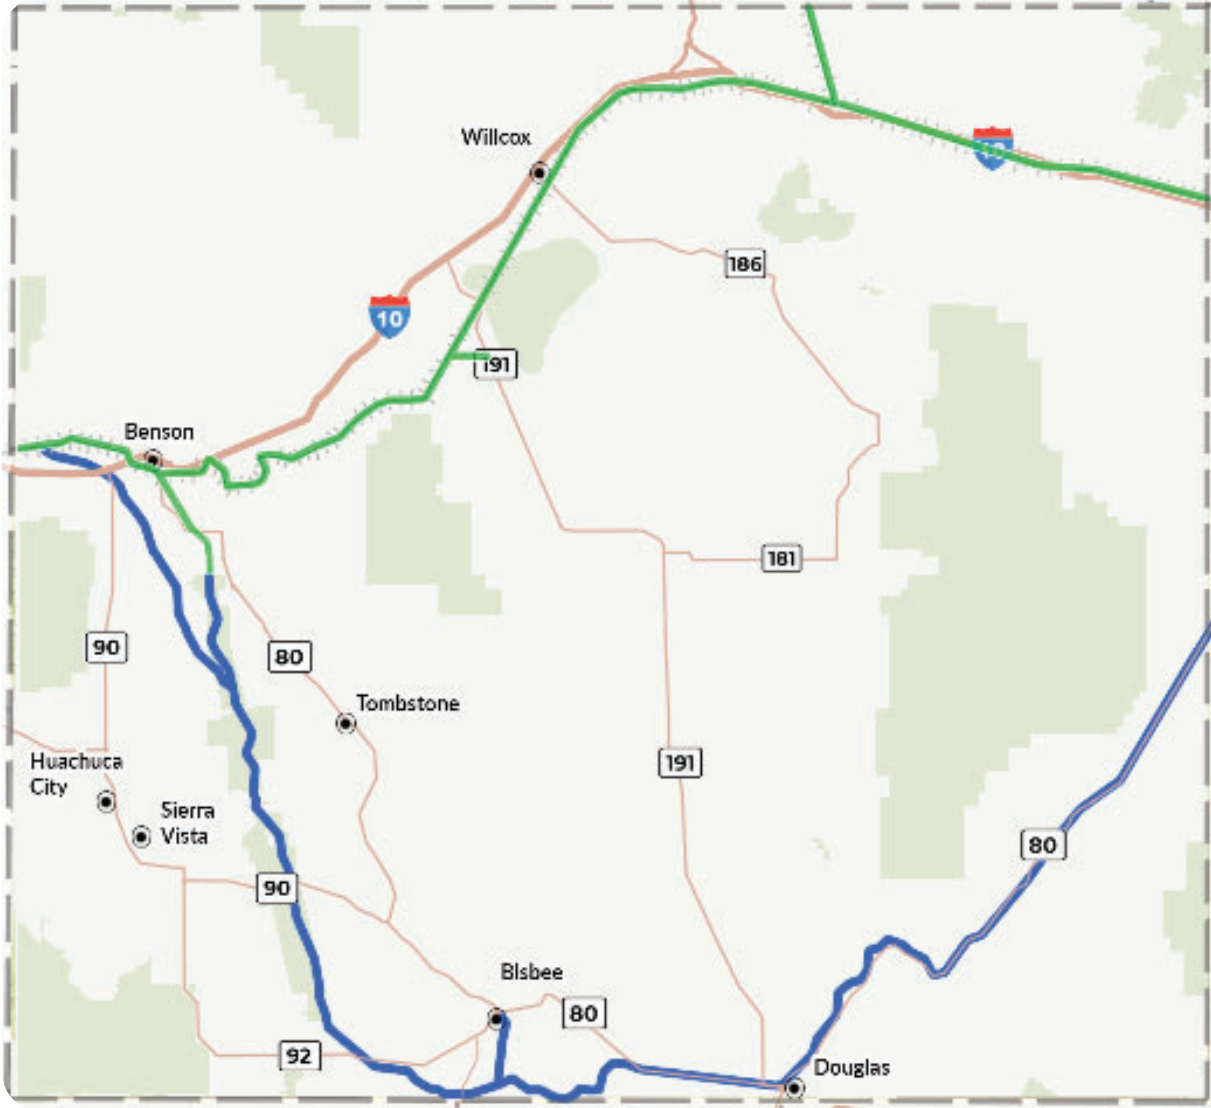 Willcox
186
10
191
Benson
181
90
80
Tombstone
Huachuca
City
191
Sierra
Vista
80
90
BIsbee
80
92
Douglas